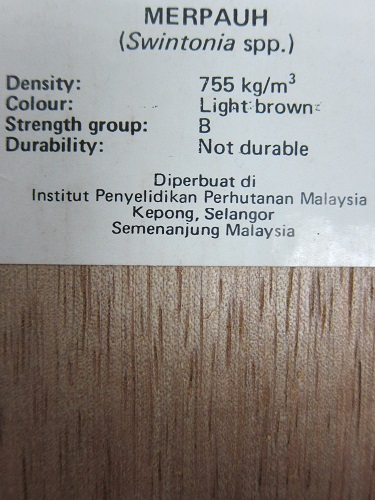 MERPAUH
(Swintonia spp.)
Density: 755 kg/m³
Colour: Light brown
Strength group: B
Durability: Not durable
Diperbuat di
Institut Penyelidikan Perhutanan Malaysia
Kepong, Selangor
Semenanjung Malaysia